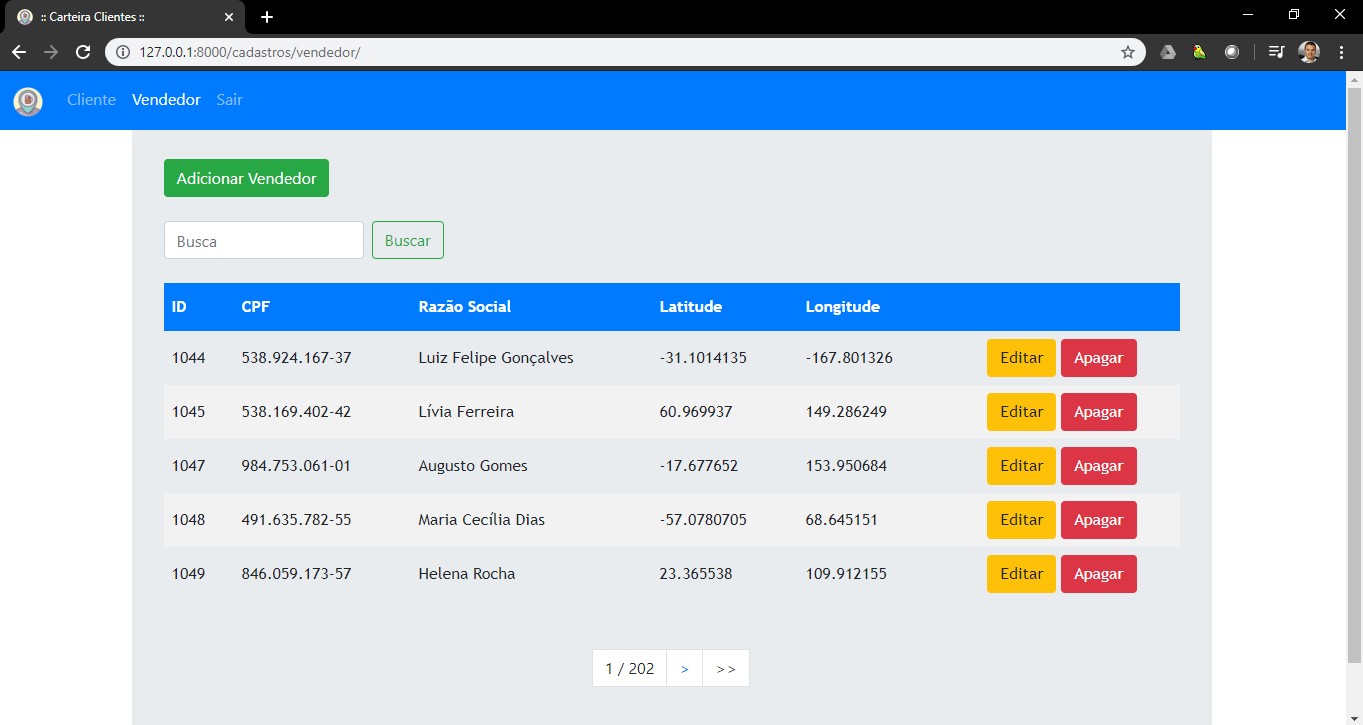 :: Carteira Clientes ::
127.0.0.1:8000/cadastros/vendedor/
Cliente Vendedor Sair
Adicionar Vendedor
Busca Buscar
ID CPF Razão Social Latitude Longitude
1044 538.924.167-37 Luiz Felipe Gonçalves -31.1014135 -167.801326 Editar Apagar
1045 538.169.402-42 Lívia Ferreira 60.969937 149.286249 Editar Apagar
1047 984.753.061-01 Augusto Gomes -17.677652 153.950684 Editar Apagar
1048 491.635.782-55 Maria Cecília Dias -57.0780705 68.645151 Editar Apagar
1049 846.059.173-57 Helena Rocha 23.365538 109.912155 Editar Apagar
1 / 202 > >>